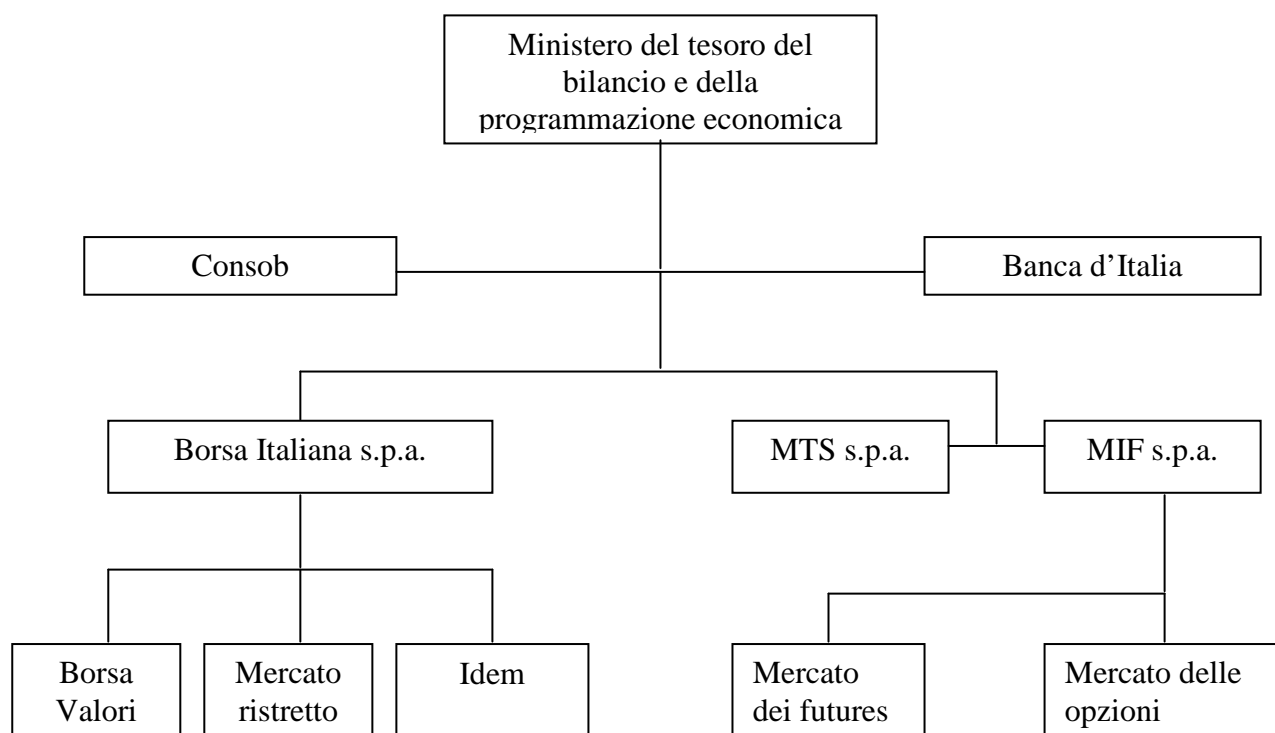 Ministero del tesoro del
bilancio e della
programmazione economica
Consob
Banca d’Italia
Borsa Italiana s.p.a.
MTS s.p.a.
MIF s.p.a.
Borsa
Valori
Mercato
ristretto
Idem
Mercato
dei futures
Mercato delle
opzioni